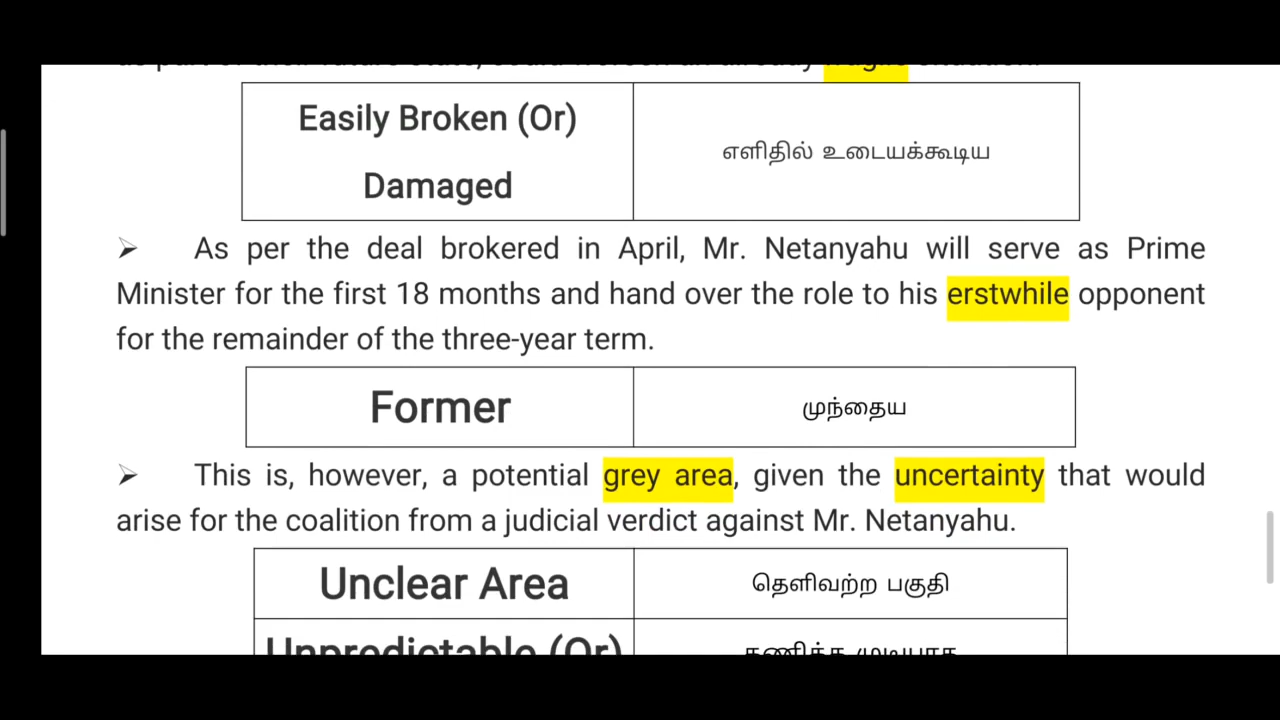 Easily Broken (Or)
Damaged
எளிதில் உடையக்கூடிய
➢ As per the deal brokered in April, Mr. Netanyahu will serve as Prime
Minister for the first 18 months and hand over the role to his erstwhile opponent
for the remainder of the three-year term.
Former
முந்தைய
➢ This is, however, a potential grey area, given the uncertainty that would
arise for the coalition from a judicial verdict against Mr. Netanyahu.
Unclear Area
தெளிவற்ற பகுதி
Unpredictable (Or)